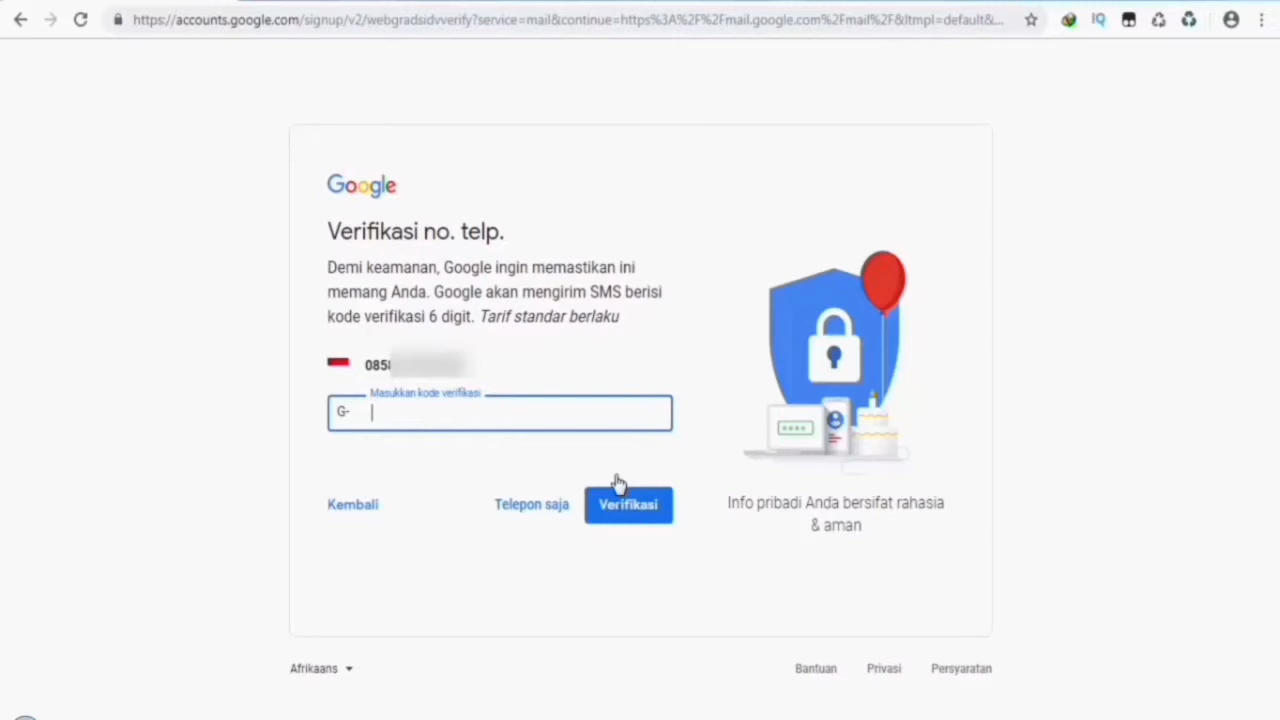 https://accounts.google.com/signup/v2/webgradsidvverify?service=mail&continue=https%3A%2F%2Fmail.google.com%2Fmail%2F&ltmpl=default&...
IQ
Google
Verifikasi no. telp.
Demi keamanan, Google ingin memastikan ini
memang Anda. Google akan mengirim SMS berisi
kode verifikasi 6 digit. Tarif standar berlaku
085
Masukkan kode verifikasi
G-
Kembali
Telepon saja
Verifikasi
Info pribadi Anda bersifat rahasia
& aman
Afrikaans
Bantuan
Privasi
Persyaratan